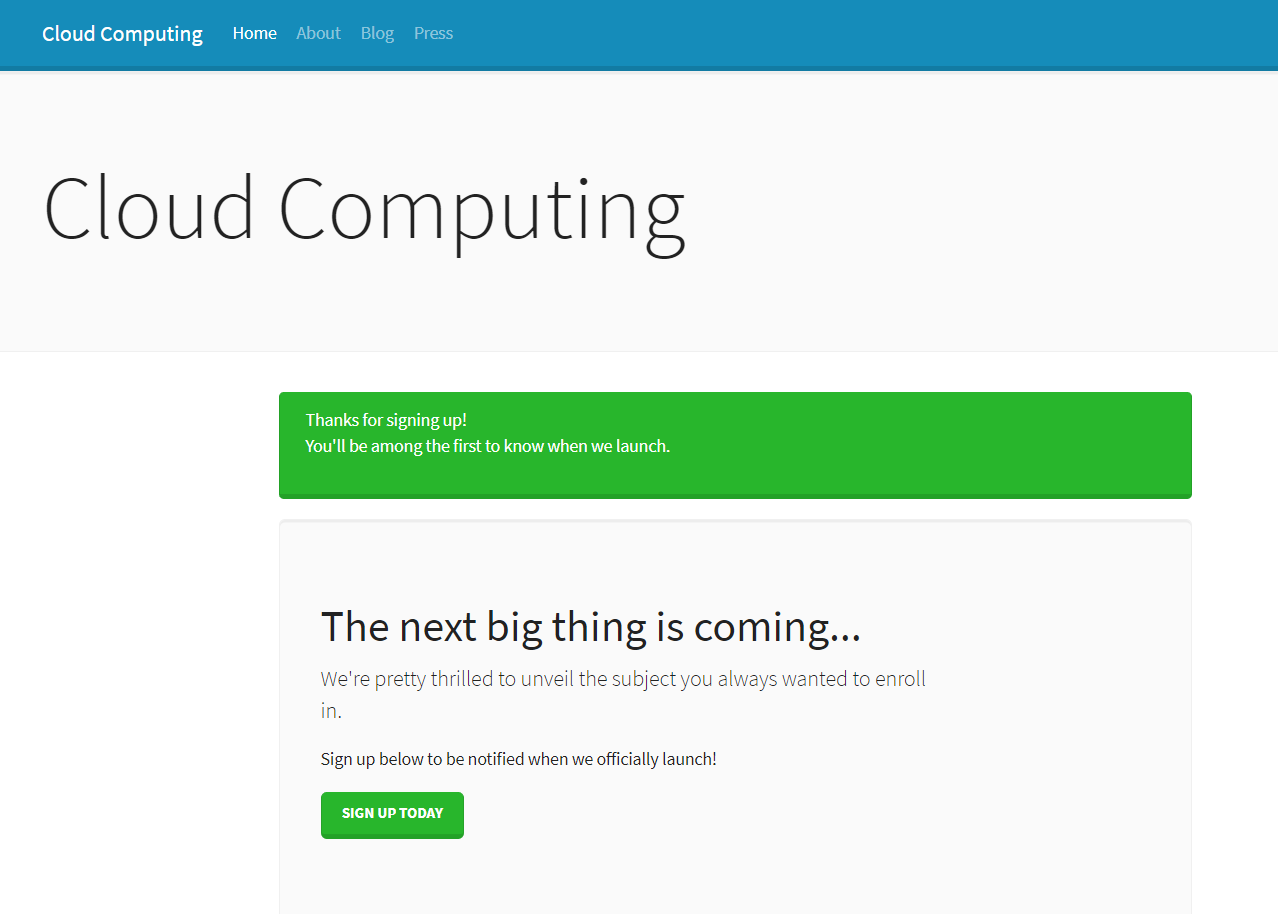 Cloud Computing Home About Blog Press
Cloud Computing
Thanks for signing up!
You'll be among the first to know when we launch.
The next big thing is coming...
We're pretty thrilled to unveil the subject you always wanted to enroll
in.
Sign up below to be notified when we officially launch!
SIGN UP TODAY